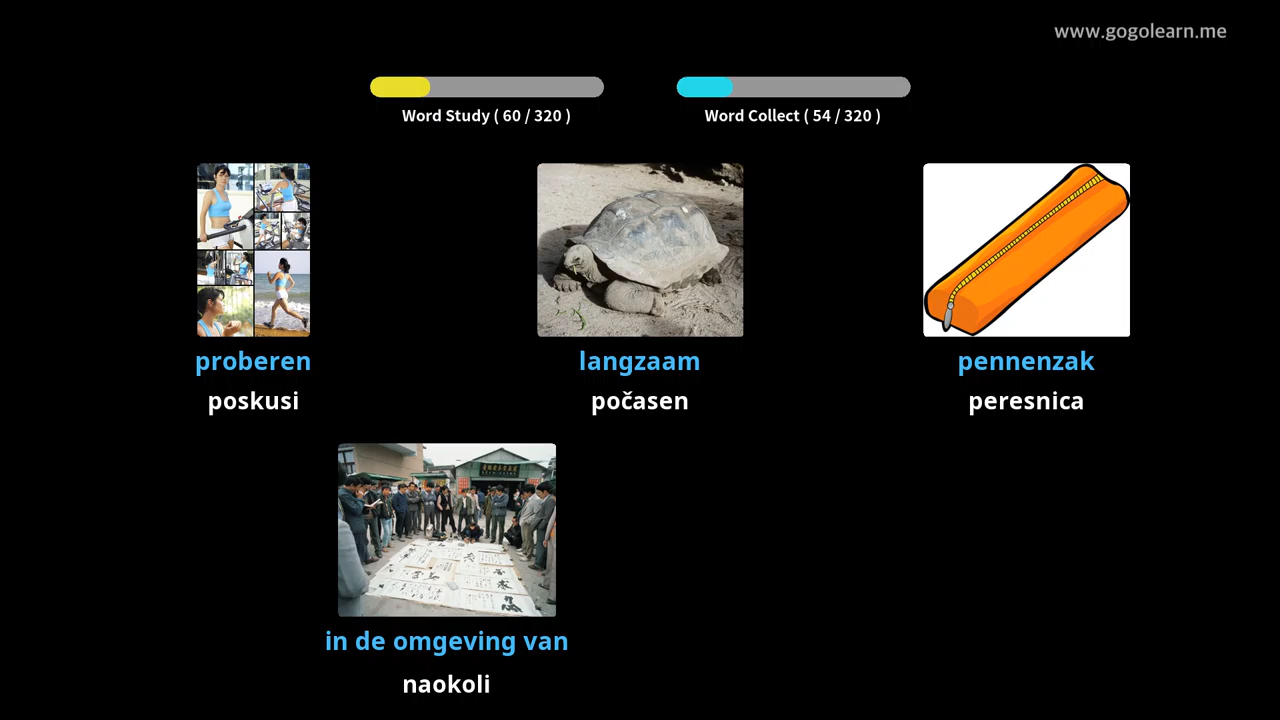 www.gogolearn.me
Word Study ( 60 / 320 )
Word Collect ( 54 / 320 )
proberen
langzaam
pennenzak
poskusi
počasen
peresnica
in de omgeving van
naokoli